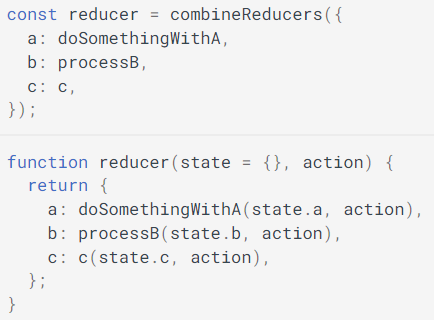 const reducer = combineReducers({
  a: doSomethingWithA,
  b: processB,
  c: c,
});
function reducer(state = {}, action) {
  return {
    a: doSomethingWithA(state.a, action),
    b: processB(state.b, action),
    c: c(state.c, action),
  };
}